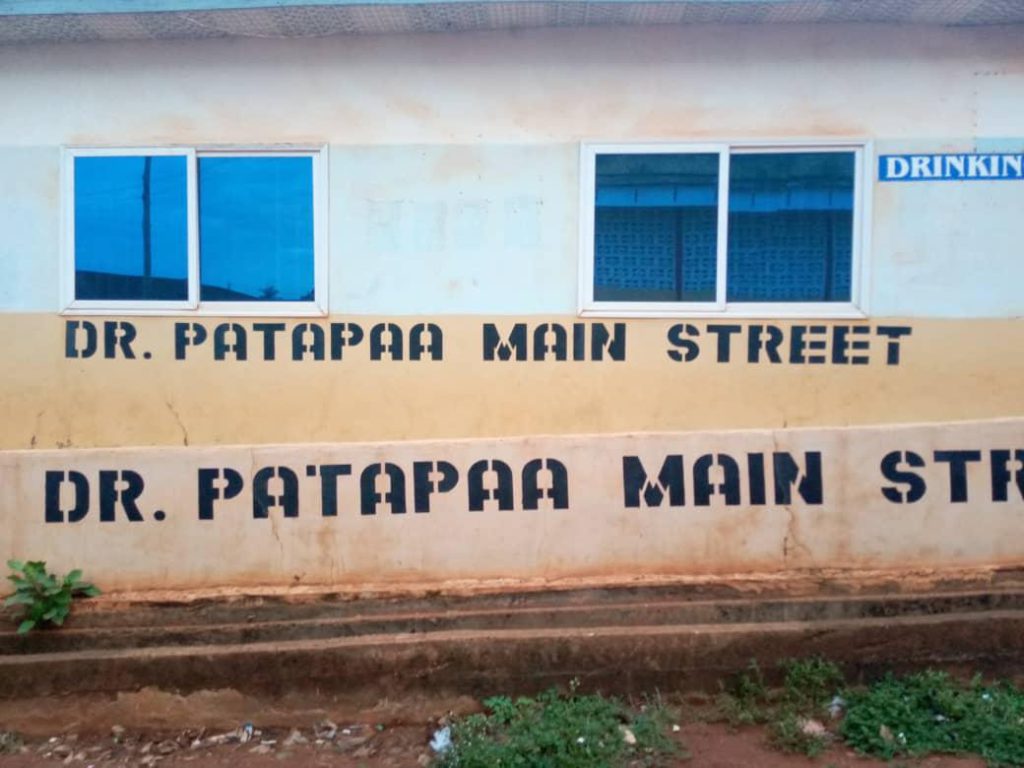 DRINKIN
DR. PATAPAA MAIN STREET
DR. PATAPAA MAIN STR